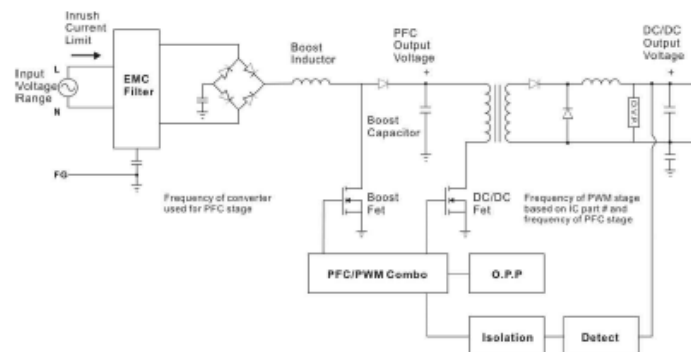 Inrush
Current
Limit
L
Input
Voltage
Range
N
EMC
Filter
FG
Boost
Inductor
PFC
Output
Voltage
+
DC/DC
Output
Voltage
+
Boost
Capacitor
O.V.P.
Frequency of converter
used for PFC stage
Boost
Fet
DC/DC
Fet
Frequency of PWM stage
based on IC part # and
frequency of PFC stage
PFC/PWM Combo
O.P.P
Isolation
Detect